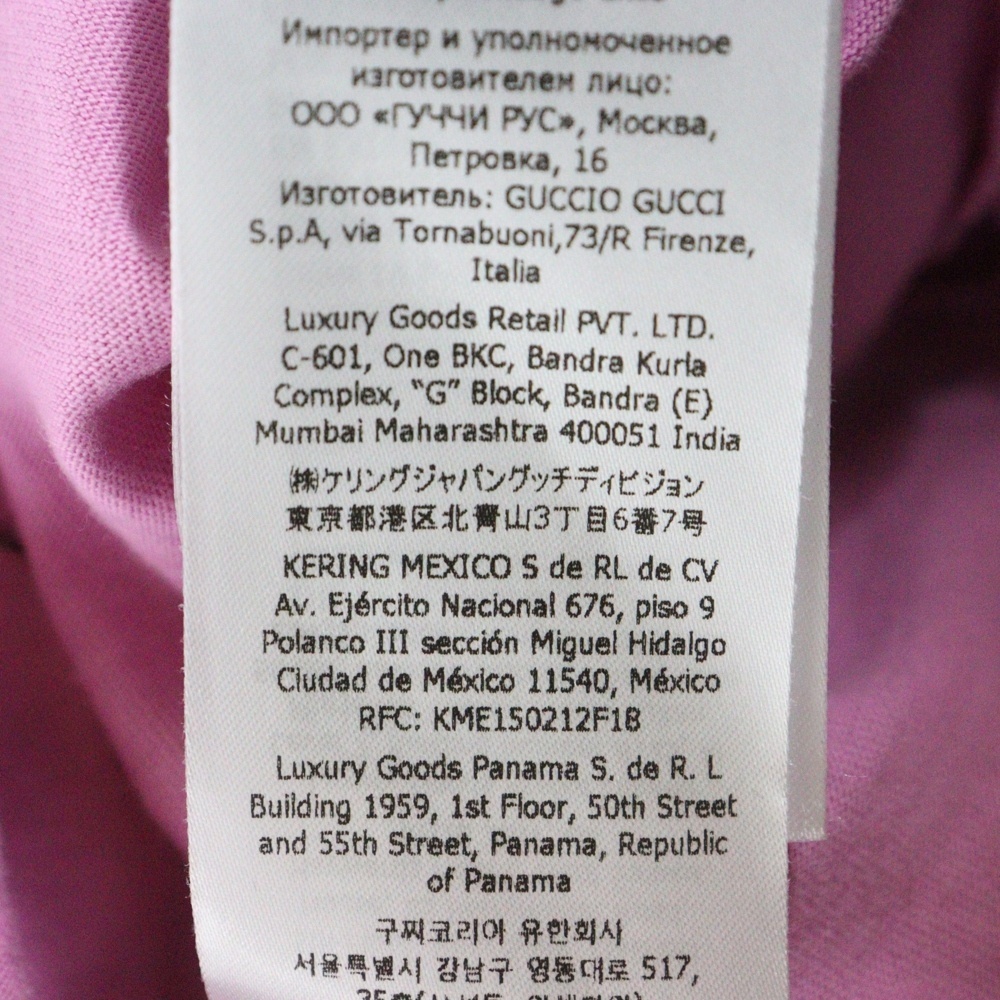 Импортер и уполномоченное
изготовителем лицо:
ООО «ГУЧЧИ РУС», Москва,
Петровка, 16
Изготовитель: GUCCIO GUCCI
S.p.A, via Tornabuoni,73/R Firenze,
Italia
Luxury Goods Retail PVT. LTD.
C-601, One BKC, Bandra Kurla
Complex, “G” Block, Bandra (E)
Mumbai Maharashtra 400051 India
㈱ケリングジャパングッチディビジョン
東京都港区北青山3丁目6番7号
KERING MEXICO S de RL de CV
Av. Ejército Nacional 676, piso 9
Polanco III sección Miguel Hidalgo
Ciudad de México 11540, México
RFC: KME150212F1B
Luxury Goods Panama S. de R. L
Building 1959, 1st Floor, 50th Street
and 55th Street, Panama, Republic
of Panama
구찌코리아 유한회사
서울특별시 강남구 영동대로 517,